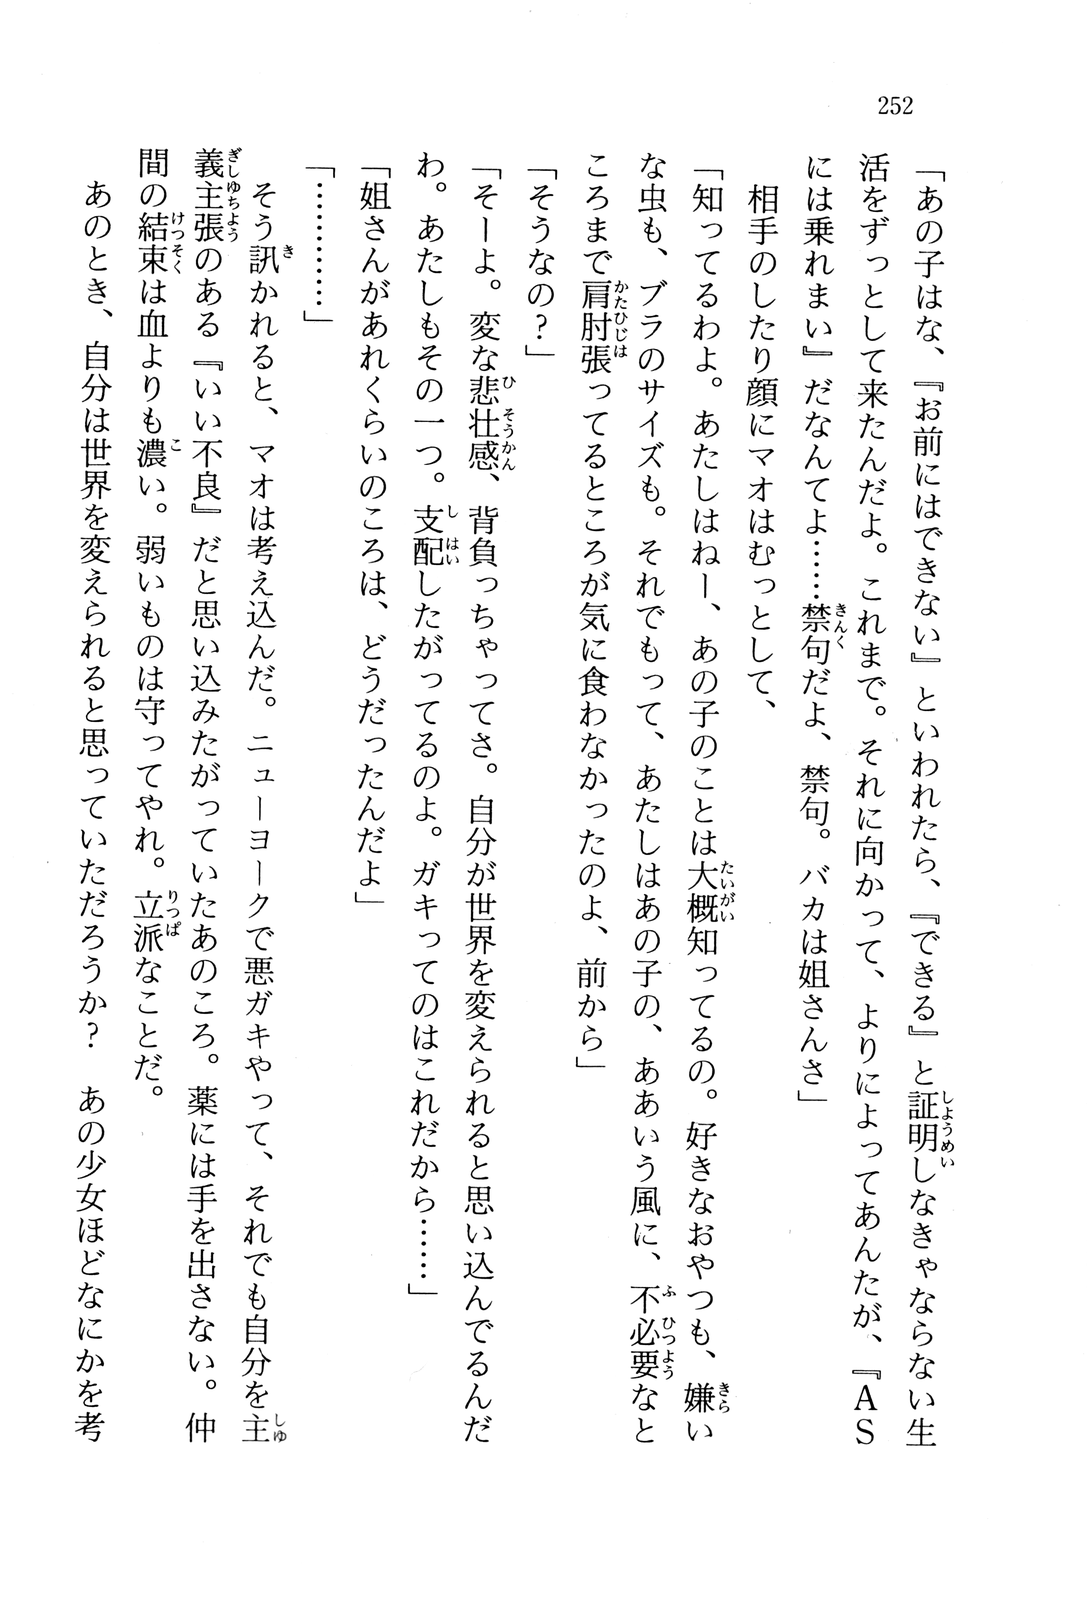 252
「あの子はな、『お前にはできない』といわれたら、『できる』と証明しなきゃならない生
活をずっとして来たんだよ。これまで。それに向かって、よりによってあんたが、『ＡＳ
には乗れまい』だなんてよ……禁句だよ、禁句。バカは姐さんさ」
　相手のしたり顔にマオはむっとして、
「知ってるわよ。あたしはねー、あの子のことは大概知ってるの。好きなおやつも、嫌い
な虫も、ブラのサイズも。それでもって、あたしはあの子の、ああいう風に、不必要なと
ころまで肩肘張ってるところが気に食わなかったのよ、前から」
「そうなの？」
「そーよ。変な悲壮感、背負っちゃってさ。自分が世界を変えられると思い込んでるんだ
わ。あたしもその一つ。支配したがってるのよ。ガキってのはこれだから……」
「姐さんがあれくらいのころは、どうだったんだよ」
「…………」
　そう訊かれると、マオは考え込んだ。ニューヨークで悪ガキやって、それでも自分を主
義主張のある『いい不良』だと思い込みたがっていたあのころ。薬には手を出さない。仲
間の結束は血よりも濃い。弱いものは守ってやれ。立派なことだ。
　あのとき、自分は世界を変えられると思っていただろうか？　あの少女ほどなにかを考